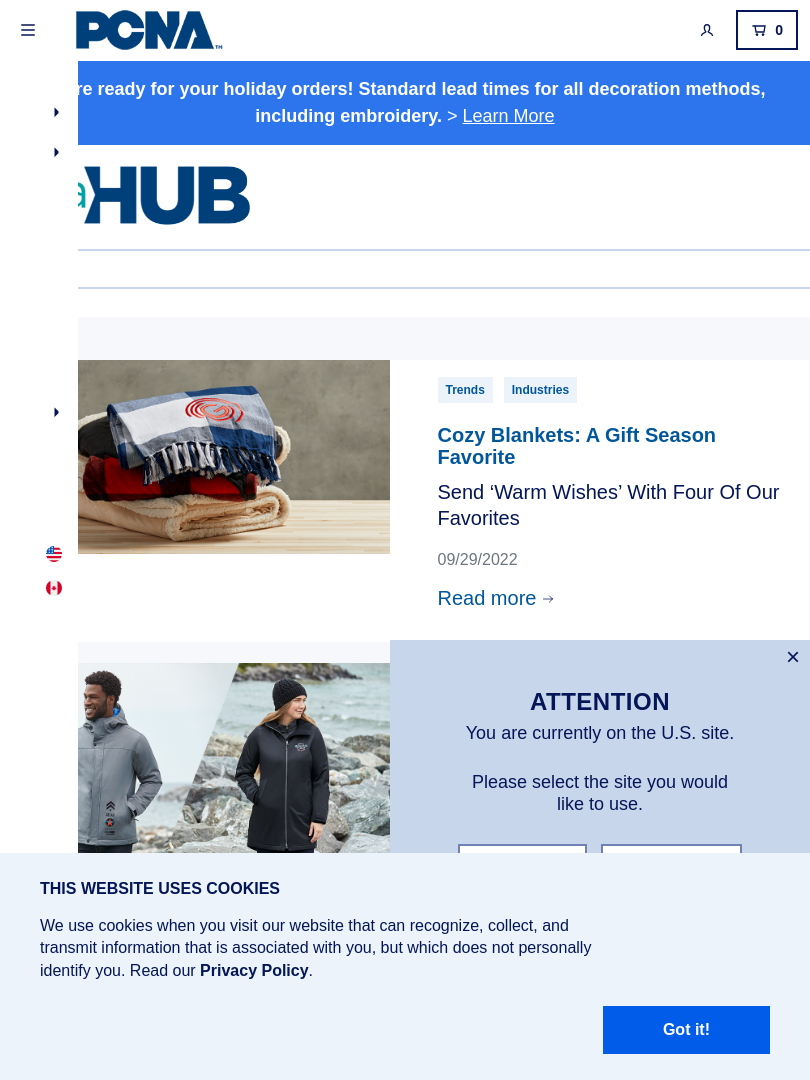 PCNA™
0
re ready for your holiday orders! Standard lead times for all decoration methods,
including embroidery. > Learn More
HUB
Trends Industries
Cozy Blankets: A Gift Season
Favorite
Send ‘Warm Wishes’ With Four Of Our
Favorites
09/29/2022
Read more →
×
ATTENTION
You are currently on the U.S. site.
Please select the site you would
like to use.
THIS WEBSITE USES COOKIES
We use cookies when you visit our website that can recognize, collect, and
transmit information that is associated with you, but which does not personally
identify you. Read our Privacy Policy.
Got it!